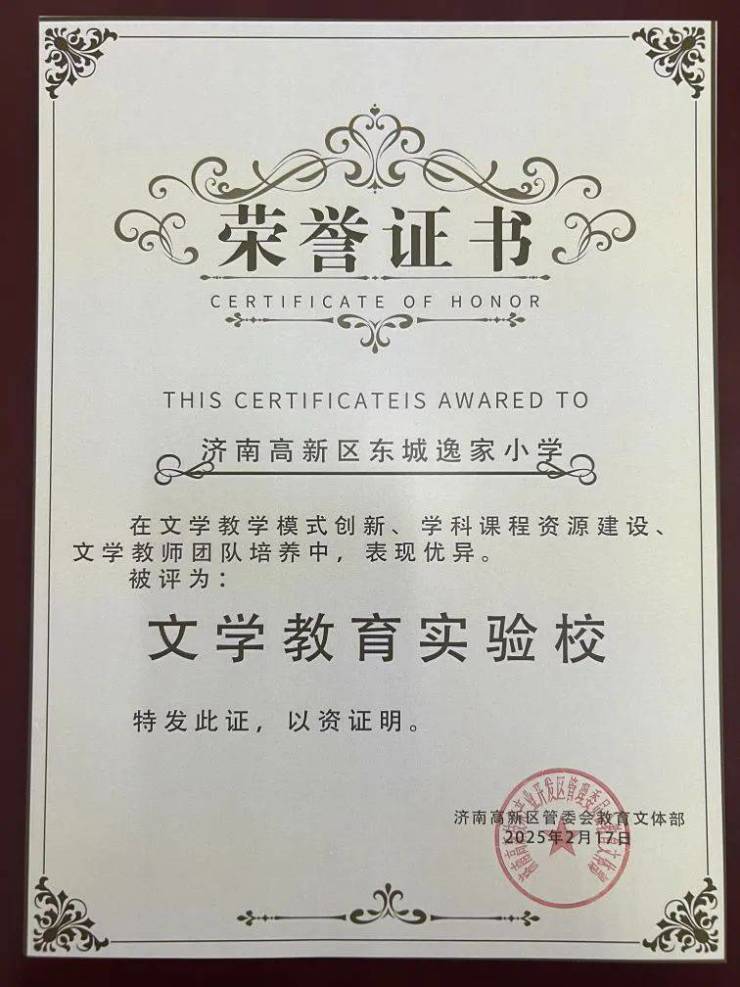 荣誉证书
CERTIFICATE OF HONOR
THIS CERTIFICATEIS AWARED TO
济南高新区东城逸家小学
在文学教学模式创新、学科课程资源建设、
文学教师团队培养中，表现优异。
被评为：
文学教育实验校
特发此证，以资证明。
济南高新区管委会教育文体部
2025年2月17日